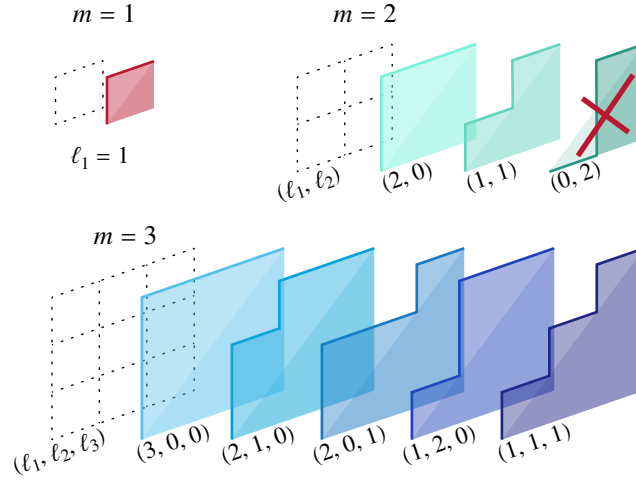 m = 1
m = 2
ℓ₁ = 1
(ℓ₁, ℓ₂)
(2, 0)
(1, 1)
(0, 2)
m = 3
(ℓ₁, ℓ₂, ℓ₃)
(3, 0, 0)
(2, 1, 0)
(2, 0, 1)
(1, 2, 0)
(1, 1, 1)